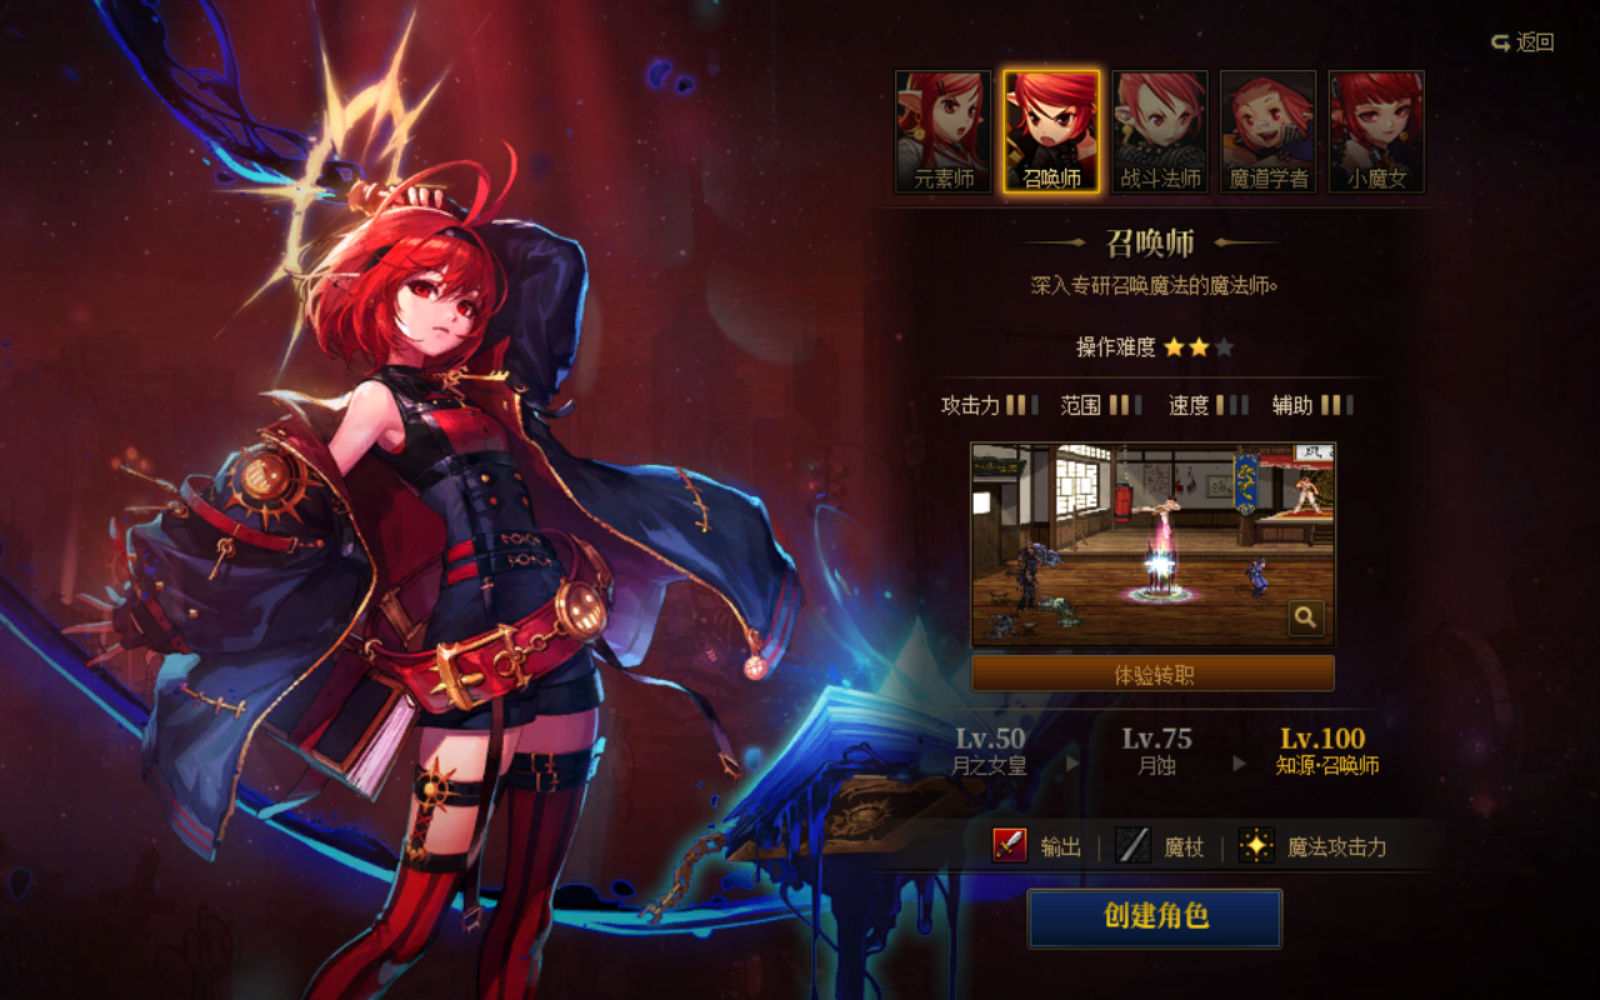 返回
元素师 召唤师 战斗法师 魔道学者 小魔女
召唤师
深入专研召唤魔法的魔法师。
操作难度
攻击力 范围 速度 辅助
体验转职
Lv.50 Lv.75 Lv.100
月之女皇 月蚀 知源·召唤师
输出 魔杖 魔法攻击力
创建角色